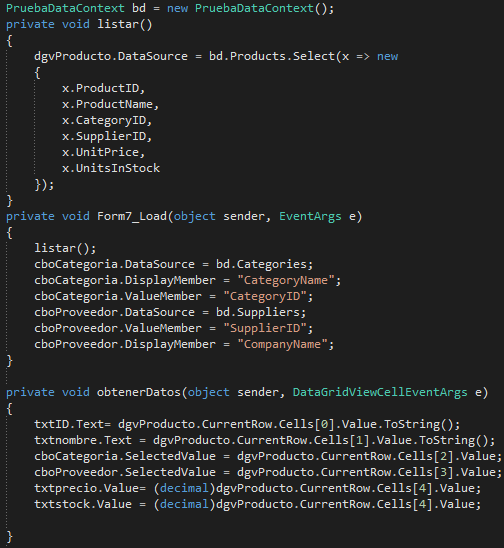 PruebaDataContext bd = new PruebaDataContext();
private void listar()
{
    dgvProducto.DataSource = bd.Products.Select(x => new
    {
        x.ProductID,
        x.ProductName,
        x.CategoryID,
        x.SupplierID,
        x.UnitPrice,
        x.UnitsInStock
    });
}
private void Form7_Load(object sender, EventArgs e)
{
    listar();
    cboCategoria.DataSource = bd.Categories;
    cboCategoria.DisplayMember = "CategoryName";
    cboCategoria.ValueMember = "CategoryID";
    cboProveedor.DataSource = bd.Suppliers;
    cboProveedor.ValueMember = "SupplierID";
    cboProveedor.DisplayMember = "CompanyName";
}

private void obtenerDatos(object sender, DataGridViewCellEventArgs e)
{
    txtID.Text= dgvProducto.CurrentRow.Cells[0].Value.ToString();
    txtnombre.Text = dgvProducto.CurrentRow.Cells[1].Value.ToString();
    cboCategoria.SelectedValue = dgvProducto.CurrentRow.Cells[2].Value;
    cboProveedor.SelectedValue = dgvProducto.CurrentRow.Cells[3].Value;
    txtprecio.Value= (decimal)dgvProducto.CurrentRow.Cells[4].Value;
    txtstock.Value = (decimal)dgvProducto.CurrentRow.Cells[4].Value;

}